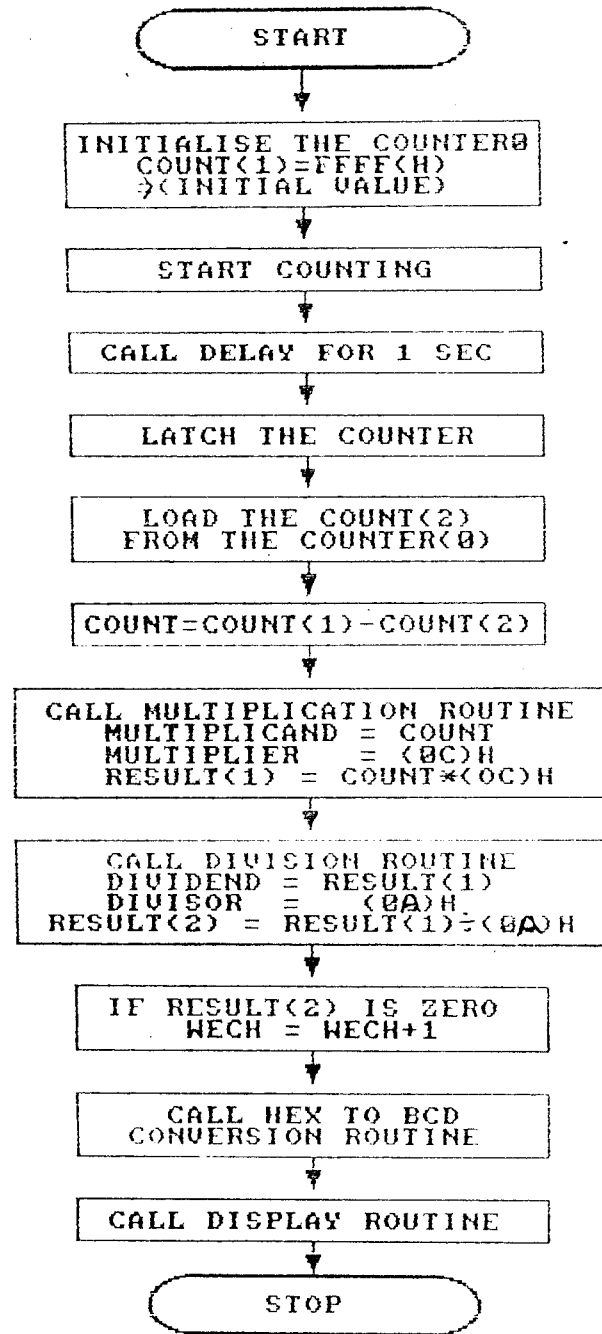 START
INITIALISE THE COUNTER0
COUNT(1)=FFFF(H)
→(INITIAL VALUE)
START COUNTING
CALL DELAY FOR 1 SEC
LATCH THE COUNTER
LOAD THE COUNT(2)
FROM THE COUNTER(0)
COUNT=COUNT(1)-COUNT(2)
CALL MULTIPLICATION ROUTINE
MULTIPLICAND = COUNT
MULTIPLIER = (0C)H
RESULT(1) = COUNT*(OC)H
CALL DIVISION ROUTINE
DIVIDEND = RESULT(1)
DIVISOR = (0A)H
RESULT(2) = RESULT(1)÷(0A)H
IF RESULT(2) IS ZERO
WECH = WECH+1
CALL HEX TO BCD
CONVERSION ROUTINE
CALL DISPLAY ROUTINE
STOP